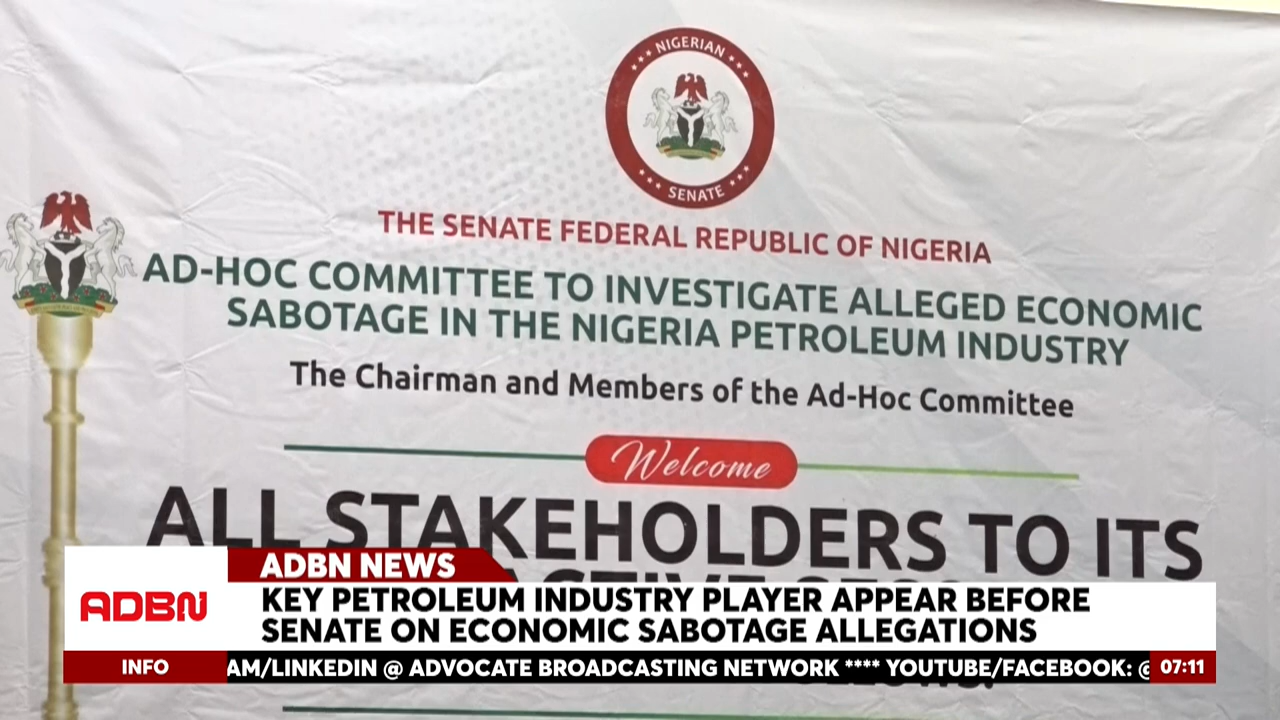 NIGERIAN
SENATE
THE SENATE FEDERAL REPUBLIC OF NIGERIA
AD-HOC COMMITTEE TO INVESTIGATE ALLEGED ECONOMIC
SABOTAGE IN THE NIGERIA PETROLEUM INDUSTRY
The Chairman and Members of the Ad-Hoc Committee
Welcome
ALL STAKEHOLDERS TO ITS
ADBN NEWS
ADBN
KEY PETROLEUM INDUSTRY PLAYER APPEAR BEFORE
SENATE ON ECONOMIC SABOTAGE ALLEGATIONS
INFO
AM/LINKEDIN @ ADVOCATE BROADCASTING NETWORK **** YOUTUBE/FACEBOOK: @
07:11